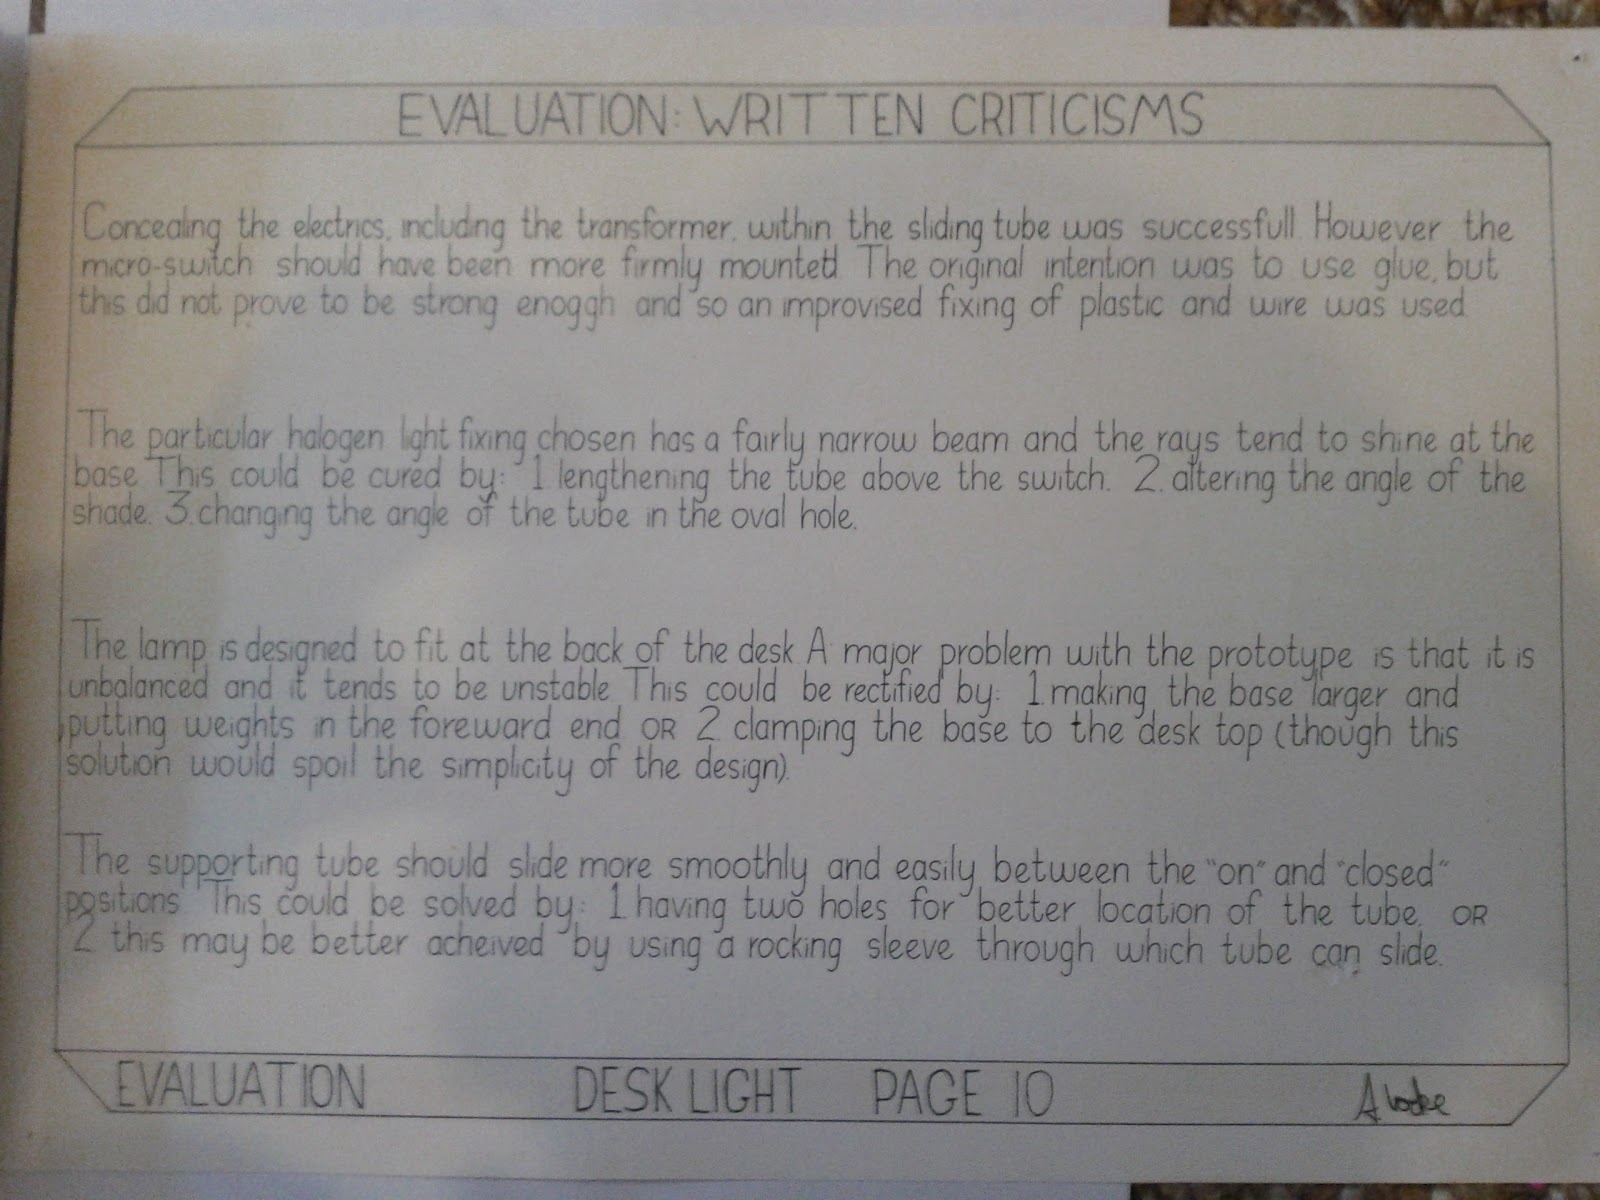 EVALUATION: WRITTEN CRITICISMS
Concealing the electrics, including the transformer, within the sliding tube was successfull. However the
micro-switch should have been more firmly mounted. The original intention was to use glue, but
this did not prove to be strong enoggh and so an improvised fixing of plastic and wire was used.
The particular halogen light fixing chosen has a fairly narrow beam and the rays tend to shine at the
base. This could be cured by: 1. lengthening the tube above the switch. 2. altering the angle of the
shade. 3. changing the angle of the tube in the oval hole.
The lamp is designed to fit at the back of the desk. A major problem with the prototype is that it is
unbalanced and it tends to be unstable. This could be rectified by: 1. making the base larger and
putting weights in the foreward end OR 2. clamping the base to the desk top (though this
solution would spoil the simplicity of the design).
The supporting tube should slide more smoothly and easily between the "on" and "closed"
positions. This could be solved by: 1 having two holes for better location of the tube. OR
2 this may be better acheived by using a rocking sleeve through which tube can slide.
EVALUATION DESK LIGHT PAGE 10